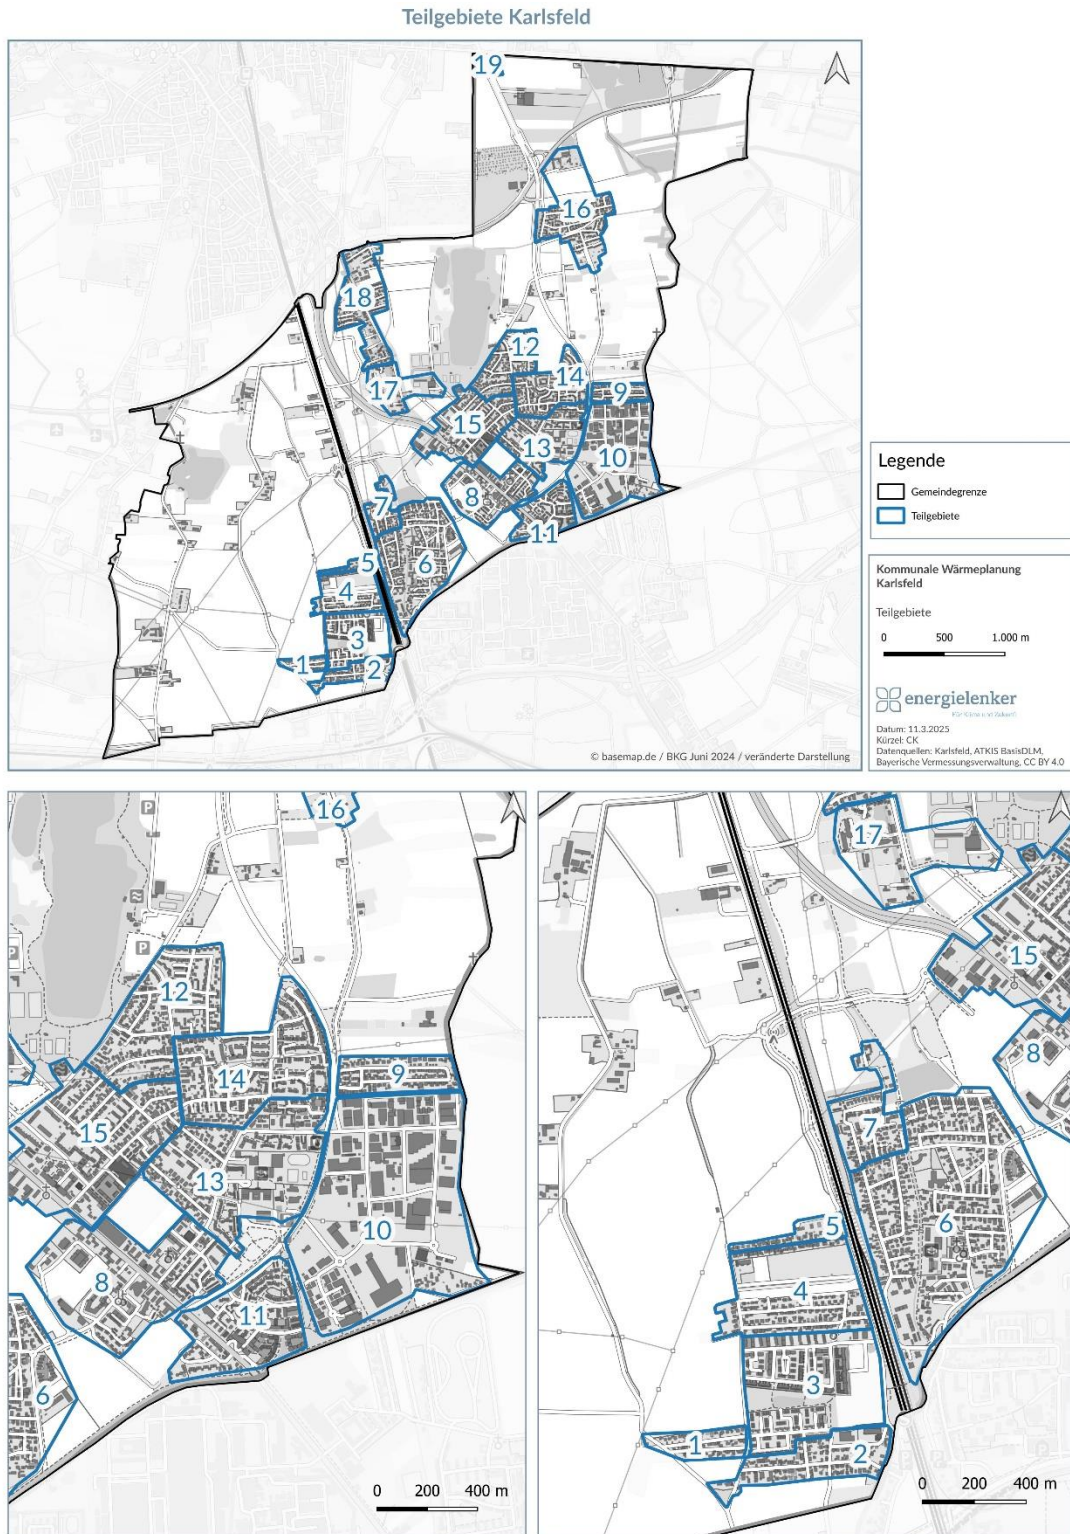 Teilgebiete Karlsfeld
19
16
18
12
17
14
9
15
13
10
8
7
11
5
6
4
3
1
2
© basemap.de / BKG Juni 2024 / veränderte Darstellung
Legende
Gemeindegrenze
Teilgebiete
Kommunale Wärmeplanung
Karlsfeld
Teilgebiete
0 500 1.000 m
energielenker
Datum: 11.3.2025
Kürzel: CK
Datenquellen: Karlsfeld, ATKIS BasisDLM,
Bayerische Vermessungsverwaltung, CC BY 4.0
16
P
P
12
14
9
15
13
10
8
11
6
0 200 400 m
17
15
8
7
5
6
4
3
1
2
0 200 400 m